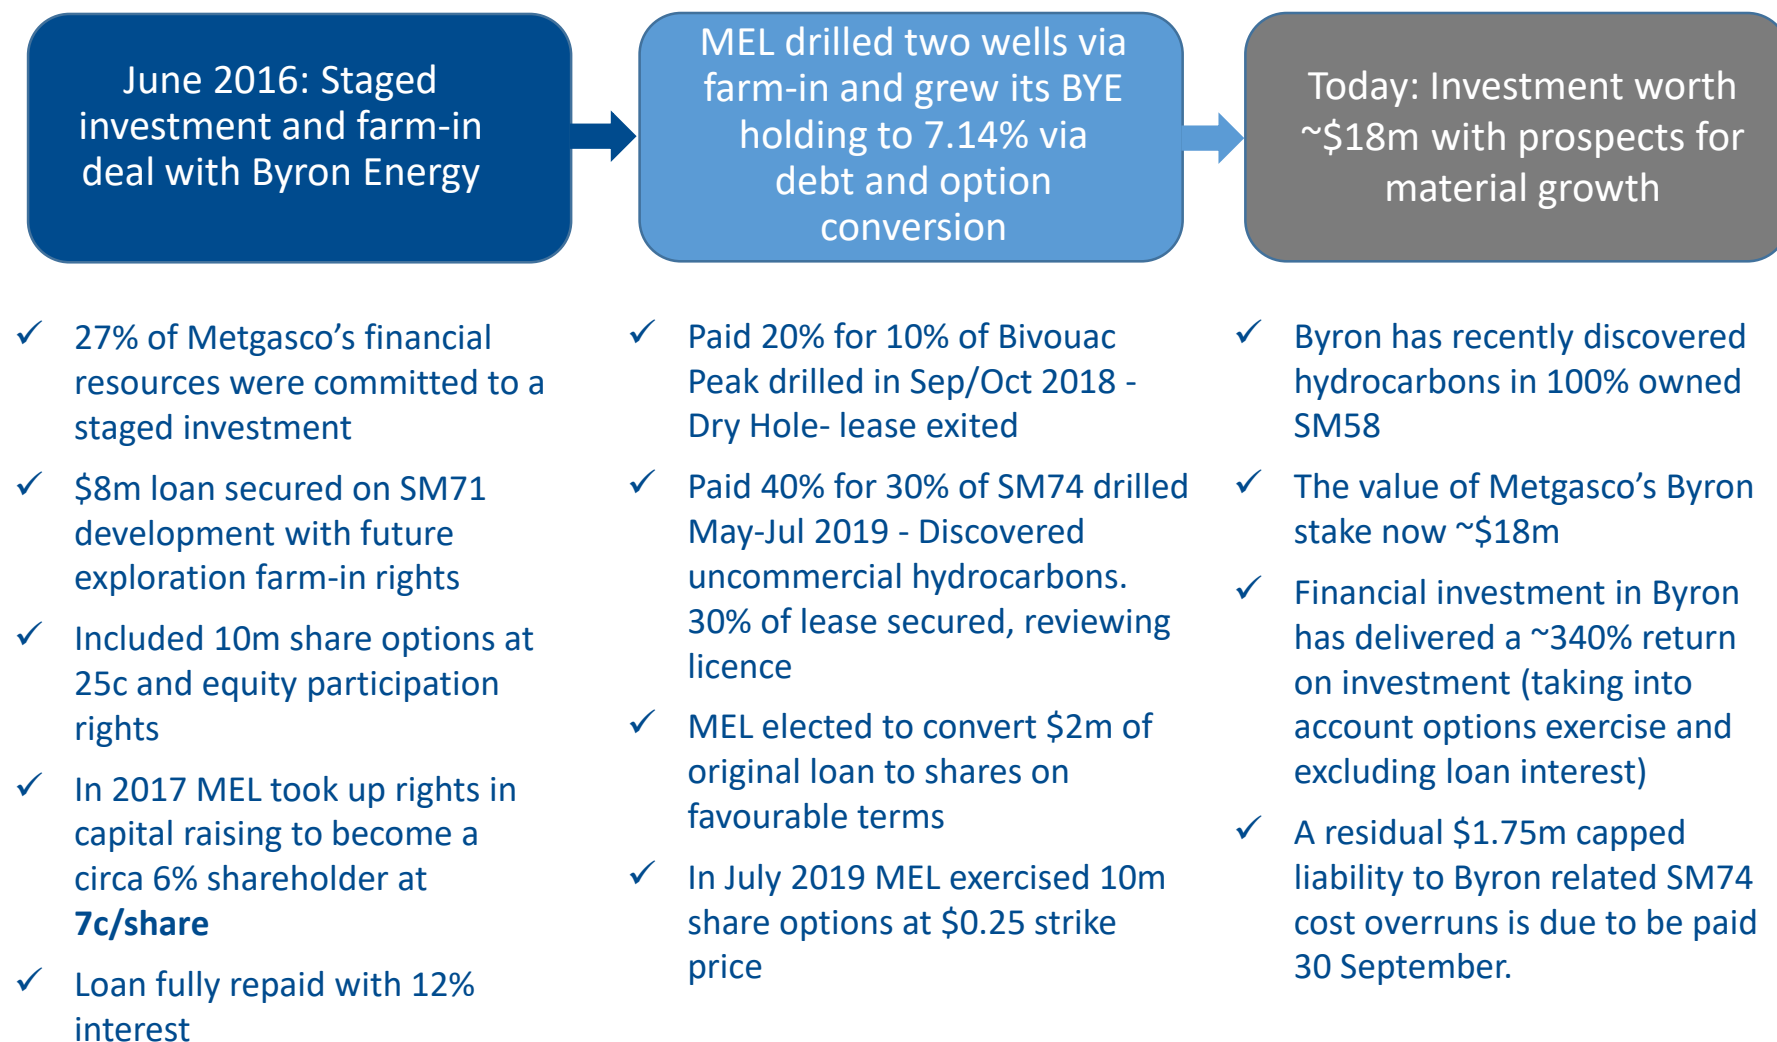 June 2016: Staged
investment and farm-in
deal with Byron Energy
MEL drilled two wells via
farm-in and grew its BYE
holding to 7.14% via
debt and option
conversion
Today: Investment worth
~$18m with prospects for
material growth
✓ 27% of Metgasco’s financial
resources were committed to a
staged investment
✓ $8m loan secured on SM71
development with future
exploration farm-in rights
✓ Included 10m share options at
25c and equity participation
rights
✓ In 2017 MEL took up rights in
capital raising to become a
circa 6% shareholder at
7c/share
✓ Loan fully repaid with 12%
interest
✓ Paid 20% for 10% of Bivouac
Peak drilled in Sep/Oct 2018 -
Dry Hole- lease exited
✓ Paid 40% for 30% of SM74 drilled
May-Jul 2019 - Discovered
uncommercial hydrocarbons.
30% of lease secured, reviewing
licence
✓ MEL elected to convert $2m of
original loan to shares on
favourable terms
✓ In July 2019 MEL exercised 10m
share options at $0.25 strike
price
✓ Byron has recently discovered
hydrocarbons in 100% owned
SM58
✓ The value of Metgasco’s Byron
stake now ~$18m
✓ Financial investment in Byron
has delivered a ~340% return
on investment (taking into
account options exercise and
excluding loan interest)
✓ A residual $1.75m capped
liability to Byron related SM74
cost overruns is due to be paid
30 September.